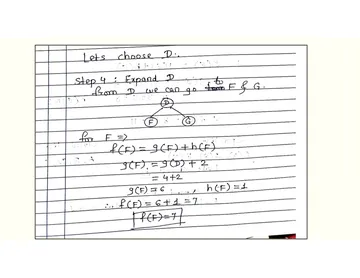 Lets choose D:.
Step 4 : Expand D
from D we can go to F & G.
D
F G
for F =>
f(F) = g(F) + h(F)
g(F) = g(D) + 2
= 4+2
g(F) = 6 , h(F) = 1
∴ f(F) = 6 + 1 = 7
f(F) = 7